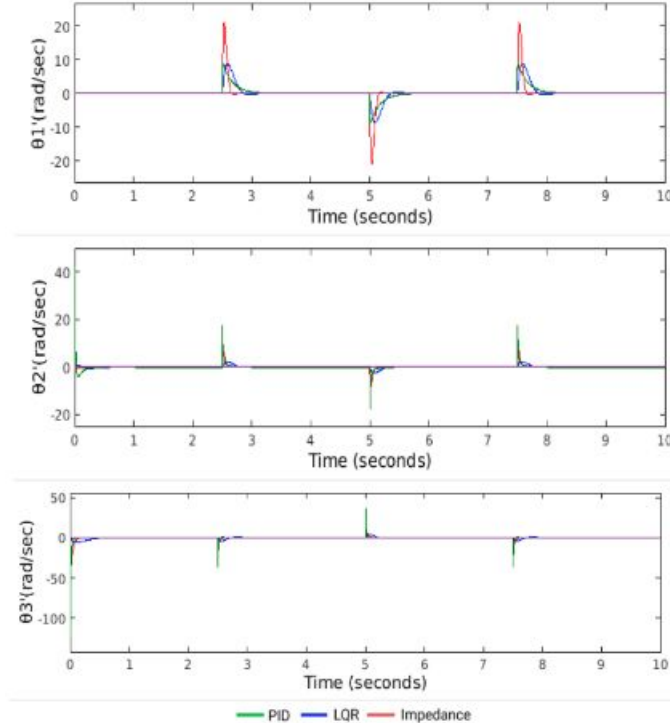 20
10
0
-10
-20
θ1'(rad/sec)
0 1 2 3 4 5 6 7 8 9 10
Time (seconds)
40
20
0
-20
θ2'(rad/sec)
0 1 2 3 4 5 6 7 8 9 10
Time (seconds)
50
0
-50
-100
θ3'(rad/sec)
0 1 2 3 4 5 6 7 8 9 10
Time (seconds)
PID LQR Impedance